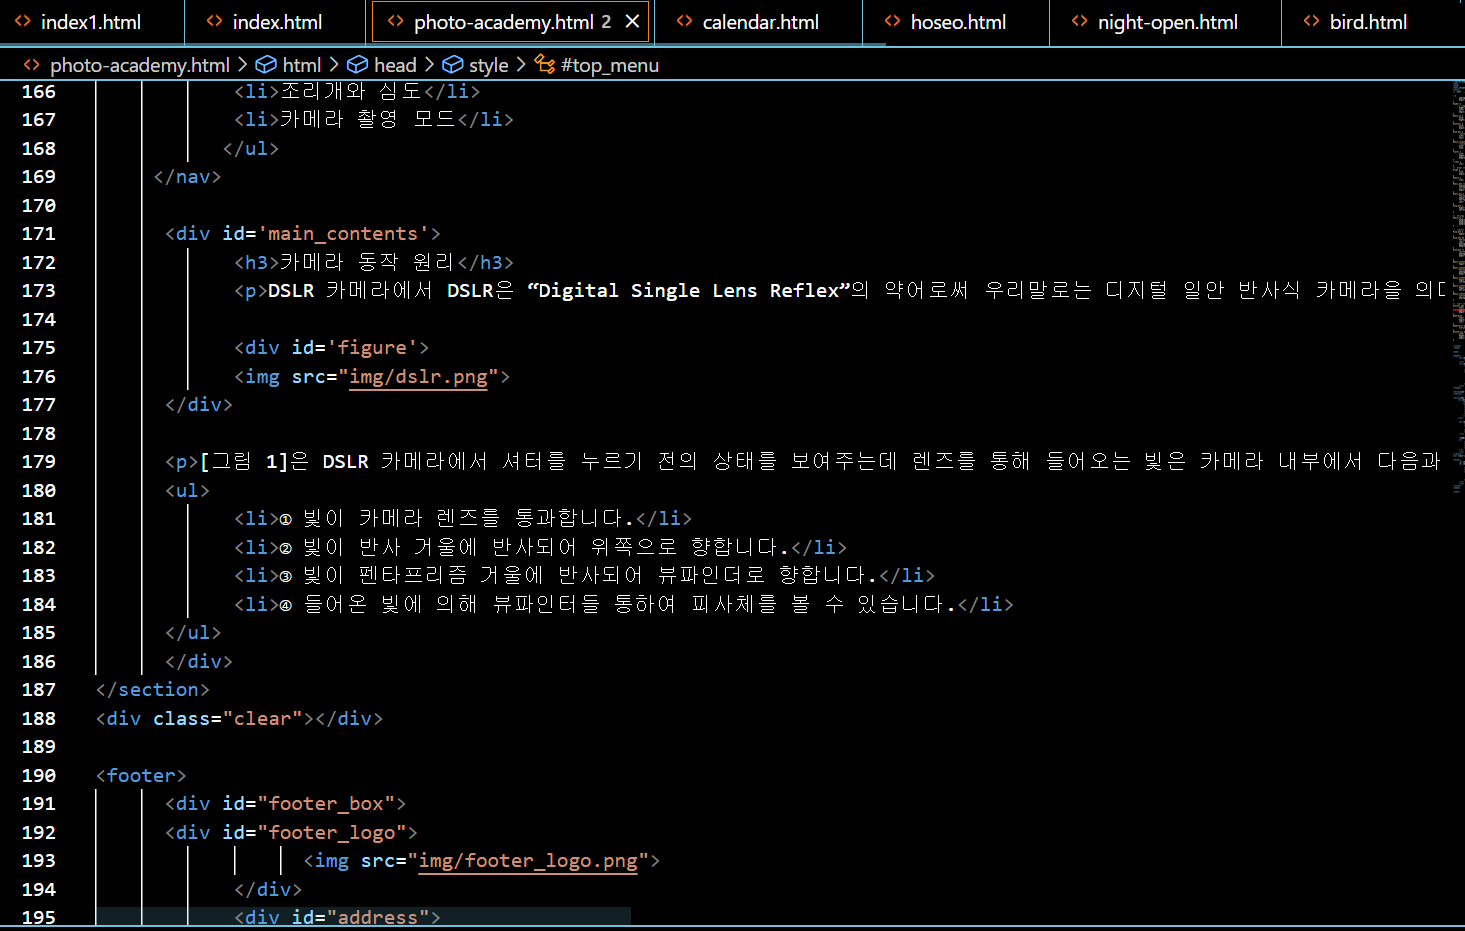 index1.html index.html photo-academy.html 2 calendar.html hoseo.html night-open.html bird.html
photo-academy.html > html > head > style > #top_menu
166 <li>조리개와 심도</li>
167 <li>카메라 촬영 모드</li>
168 </ul>
169 </nav>
170
171 <div id='main_contents'>
172 <h3>카메라 동작 원리</h3>
173 <p>DSLR 카메라에서 DSLR은 “Digital Single Lens Reflex”의 약어로써 우리말로는 디지털 일안 반사식 카메라을
174
175 <div id='figure'>
176 <img src="img/dslr.png">
177 </div>
178
179 <p>[그림 1]은 DSLR 카메라에서 셔터를 누르기 전의 상태를 보여주는데 렌즈를 통해 들어오는 빛은 카메라 내부에서 다음과
180 <ul>
181 <li>① 빛이 카메라 렌즈를 통과합니다.</li>
182 <li>② 빛이 반사 거울에 반사되어 위쪽으로 향합니다.</li>
183 <li>③ 빛이 펜타프리즘 거울에 반사되어 뷰파인더로 향합니다.</li>
184 <li>④ 들어온 빛에 의해 뷰파인터들 통하여 피사체를 볼 수 있습니다.</li>
185 </ul>
186 </div>
187 </section>
188 <div class="clear"></div>
189
190 <footer>
191 <div id="footer_box">
192 <div id="footer_logo">
193 <img src="img/footer_logo.png">
194 </div>
195 <div id="address">